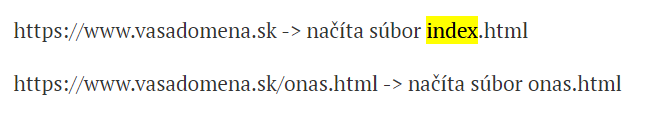 https://www.vasadomena.sk -> načíta súbor index.html
https://www.vasadomena.sk/onas.html -> načíta súbor onas.html